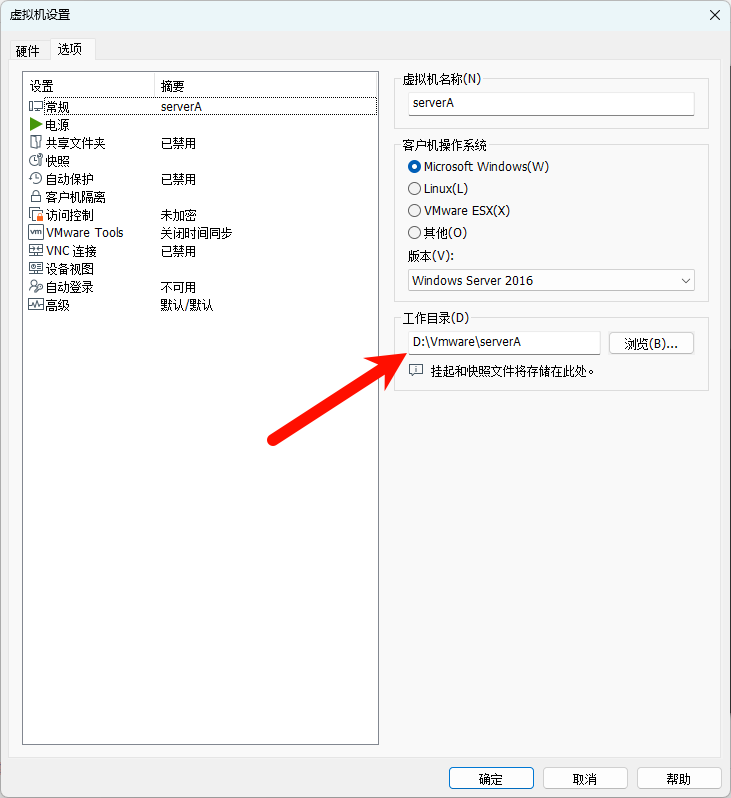 虚拟机设置
硬件 选项
设置 摘要
常规 serverA
电源
共享文件夹 已禁用
快照
自动保护 已禁用
客户机隔离
访问控制 未加密
vm VMware Tools 关闭时间同步
VNC 连接 已禁用
设备视图
自动登录 不可用
高级 默认/默认
虚拟机名称(N)
serverA
客户机操作系统
Microsoft Windows(W)
Linux(L)
VMware ESX(X)
其他(O)
版本(V):
Windows Server 2016
工作目录(D)
D:\Vmware\serverA 浏览(B)...
挂起和快照文件将存储在此处。
确定 取消 帮助